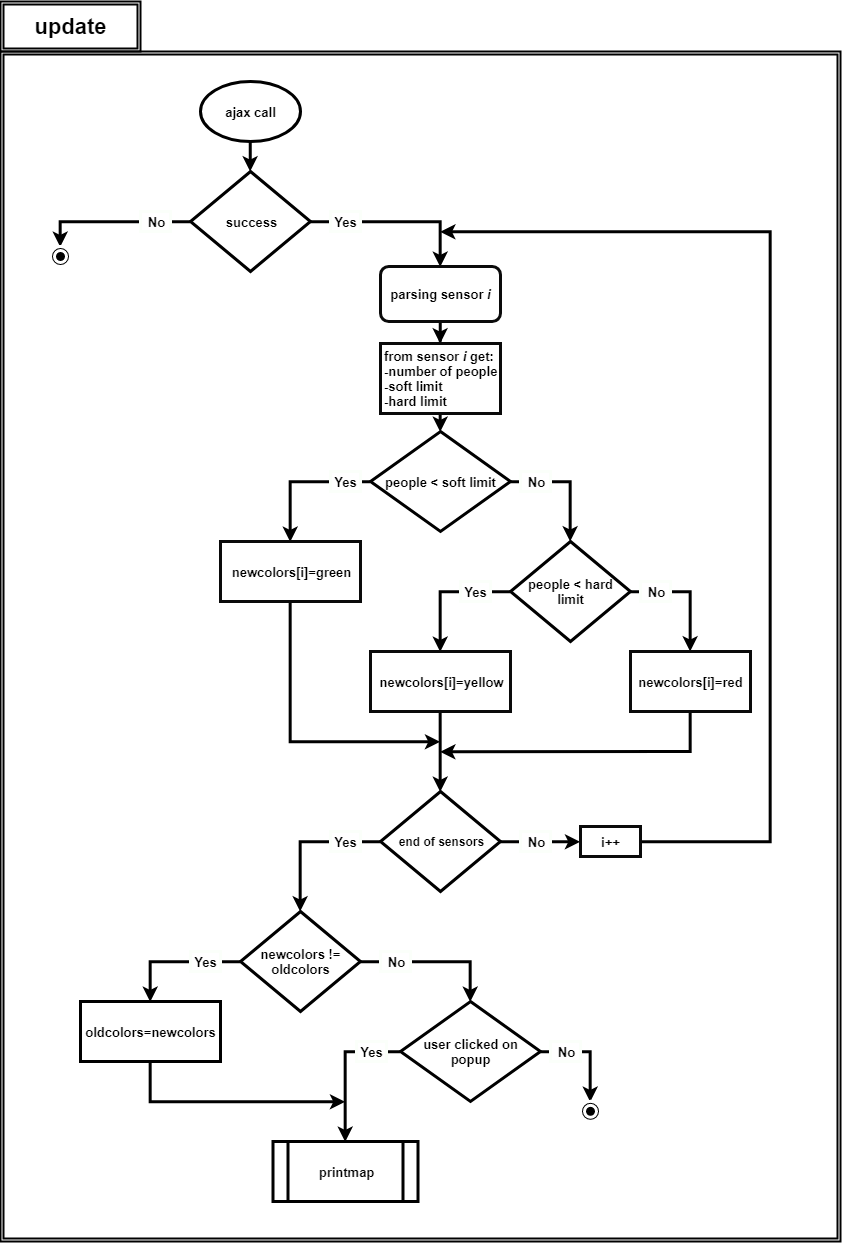 update
ajax call
No
success
Yes
parsing sensor i
from sensor i get:
-number of people
-soft limit
-hard limit
Yes
people < soft limit
No
newcolors[i]=green
Yes
people < hard
limit
No
newcolors[i]=yellow
newcolors[i]=red
Yes
end of sensors
No
i++
Yes
newcolors !=
oldcolors
No
oldcolors=newcolors
Yes
user clicked on
popup
No
printmap